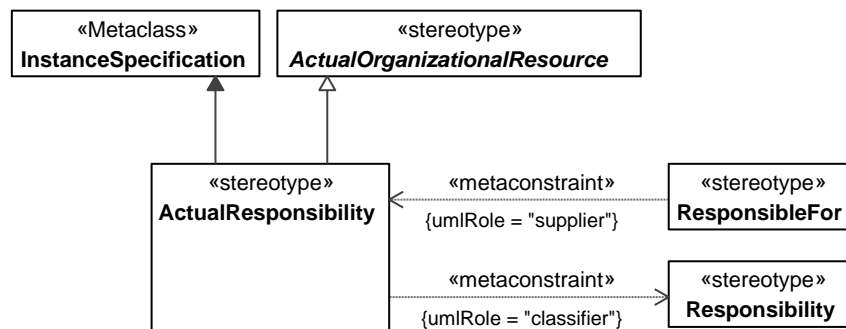 «Metaclass»
InstanceSpecification
«stereotype»
ActualOrganizationalResource
«stereotype»
ActualResponsibility
«metaconstraint»
{umlRole = "supplier"}
«stereotype»
ResponsibleFor
«metaconstraint»
{umlRole = "classifier"}
«stereotype»
Responsibility